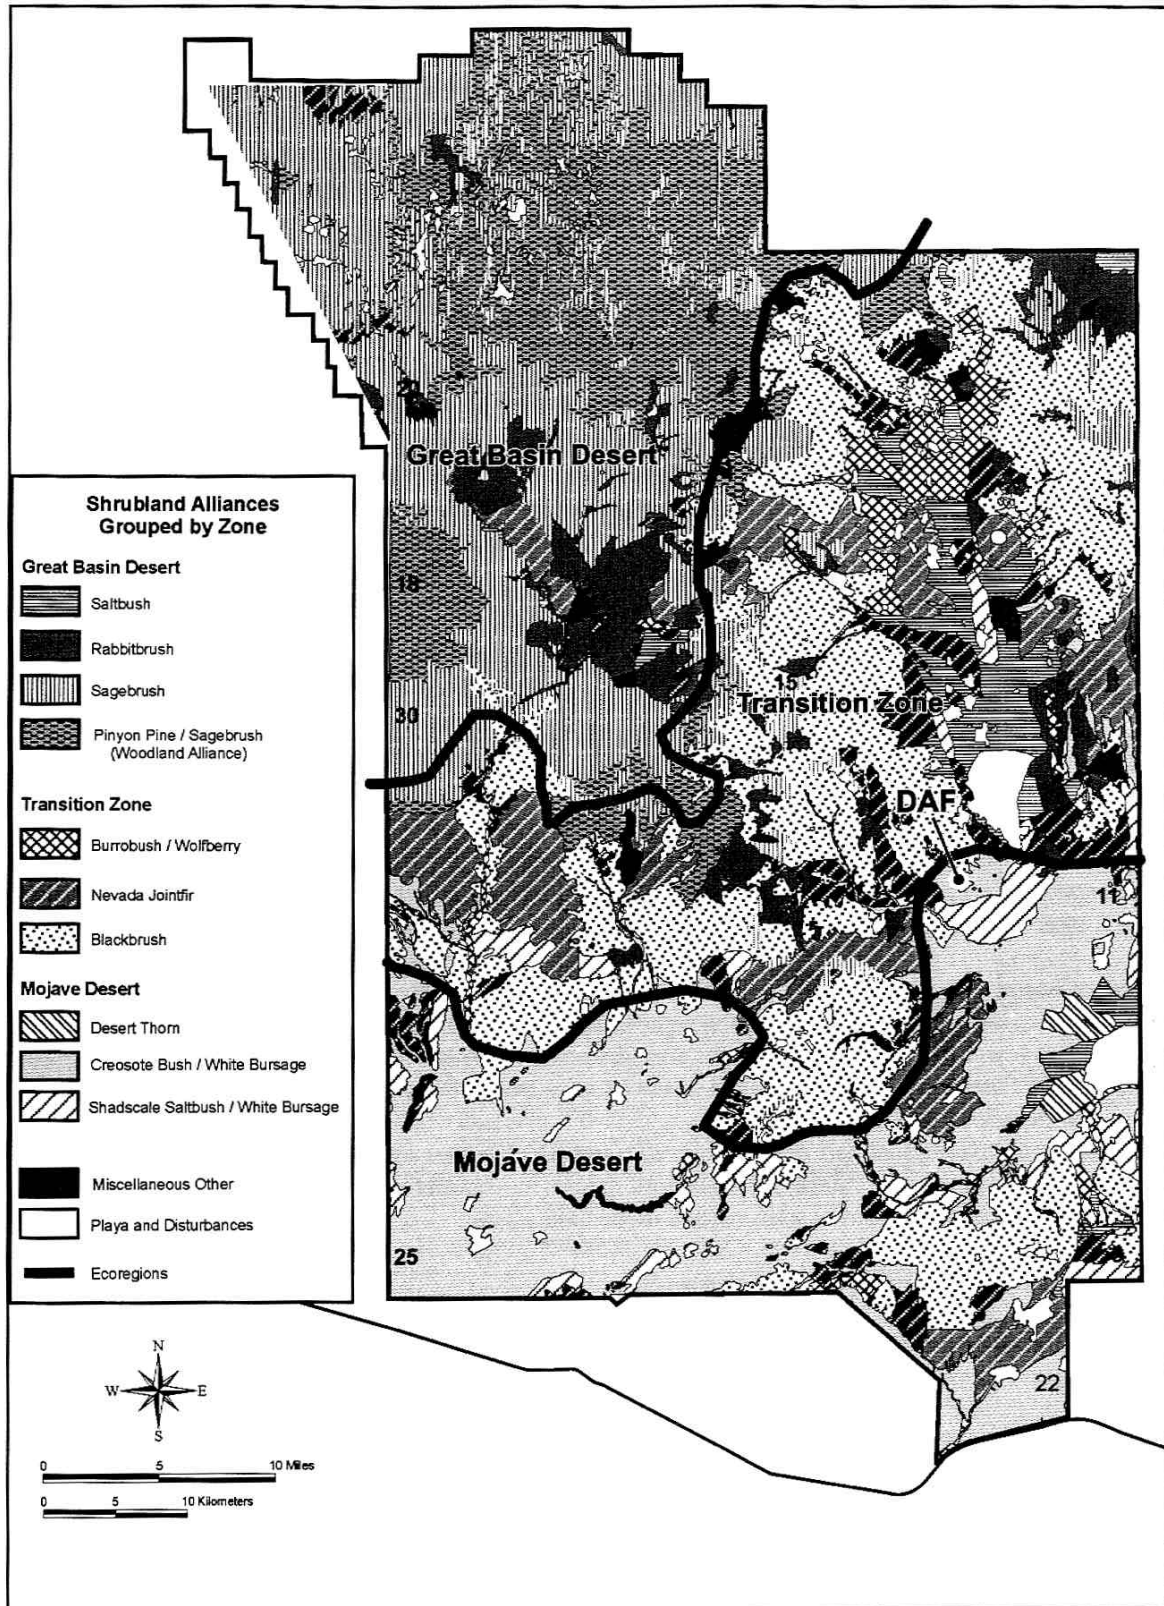 20
Great Basin Desert
18
30
15
Transition Zone
DAF
11
5
Mojave Desert
25
22
Shrubland Alliances
Grouped by Zone
Great Basin Desert
Saltbush
Rabbitbrush
Sagebrush
Pinyon Pine / Sagebrush
(Woodland Alliance)
Transition Zone
Burrobush / Wolfberry
Nevada Jointfir
Blackbrush
Mojave Desert
Desert Thorn
Creosote Bush / White Bursage
Shadscale Saltbush / White Bursage
Miscellaneous Other
Playa and Disturbances
Ecoregions
N
W E
S
0 5 10 Miles
0 5 10 Kilometers